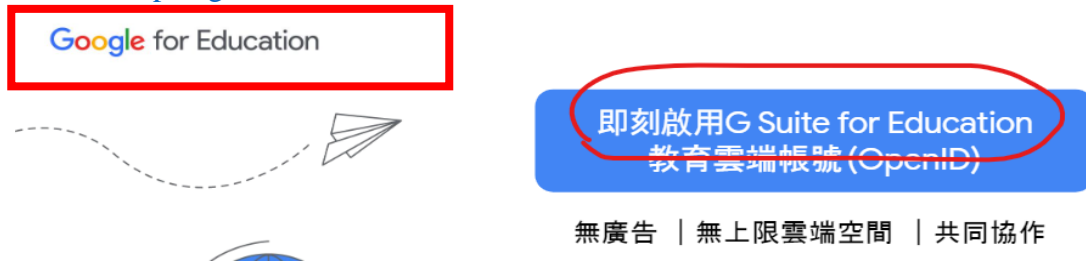 Google for Education
即刻啟用G Suite for Education
教育雲端帳號(OpenID)
無廣告 ｜無上限雲端空間 ｜共同協作